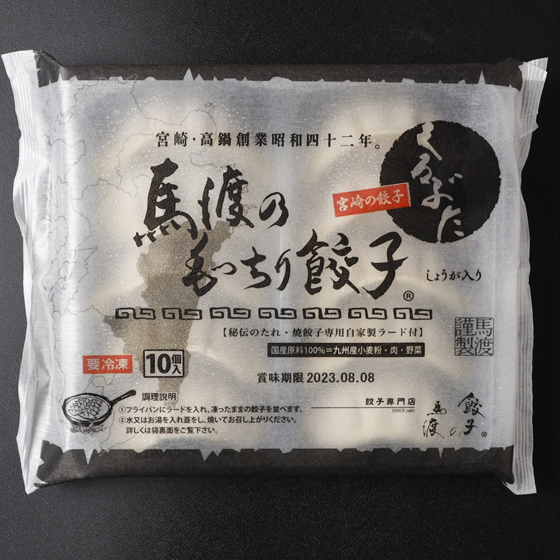 宮崎・高鍋創業昭和四十二年。
くろぶた
宮崎の餃子
馬渡の
もっちり餃子®
しょうが入り
【秘伝のたれ・焼餃子専用自家製ラード付】
国産原料100%=九州産小麦粉・肉・野菜
馬渡
謹製
要冷凍
10個入
賞味期限 2023.08.08
調理説明
①フライパンにラードを入れ、凍ったままの餃子を並べます。
②水又はお湯を入れ蓋をし、焼いてお召し上がりください。
詳しくは袋裏面をご覧下さい。
餃子専門店
SINCE 1967
餃子の馬渡®